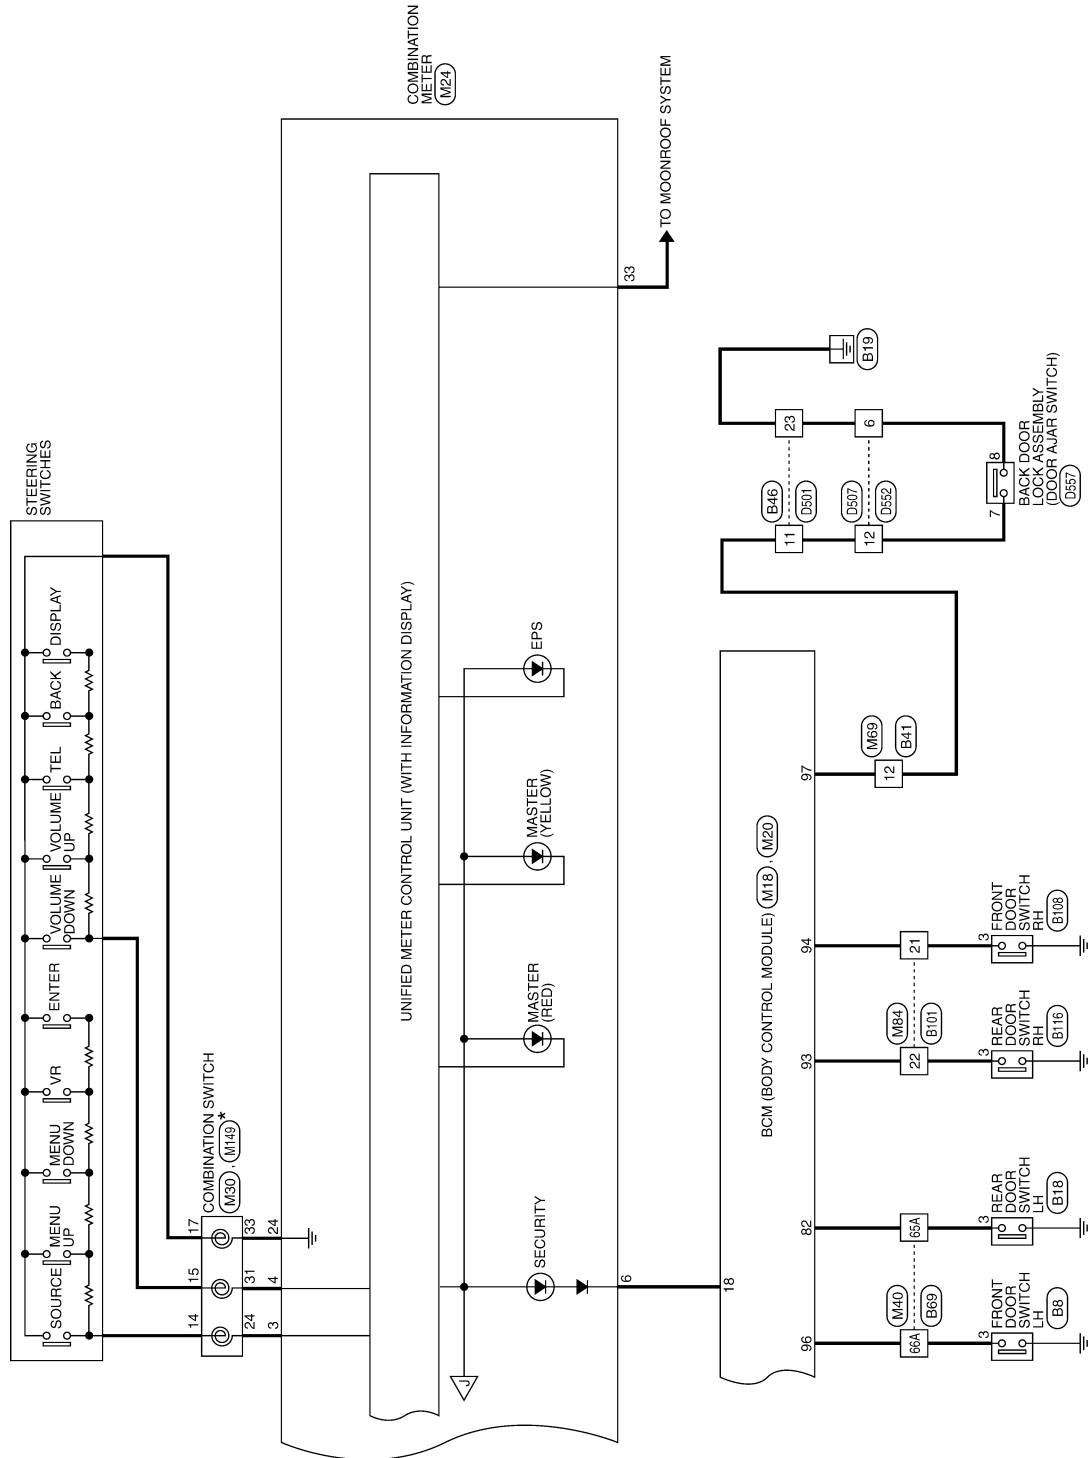 STEERING
SWITCHES
SOURCE
MENU
UP
MENU
DOWN
VR
ENTER
VOLUME
DOWN
VOLUME
UP
TEL
BACK
DISPLAY
COMBINATION SWITCH
M30 , M149 *
14
15
17
24
31
33
3
4
24
COMBINATION
METER
M24
UNIFIED METER CONTROL UNIT (WITH INFORMATION DISPLAY)
J
SECURITY
MASTER
(RED)
MASTER
(YELLOW)
EPS
6
33
TO MOONROOF SYSTEM
18
BCM (BODY CONTROL MODULE) M18 , M20
96
82
93
94
97
M40
B69
66A
65A
M84
B101
22
21
M69
B41
12
B46
D501
11
23
D507
D552
12
6
B19
3
FRONT
DOOR
SWITCH
LH
B8
3
REAR
DOOR
SWITCH
LH
B18
3
REAR
DOOR
SWITCH
RH
B116
3
FRONT
DOOR
SWITCH
RH
B108
7
8
BACK DOOR
LOCK ASSEMBLY
(DOOR AJAR SWITCH)
D557